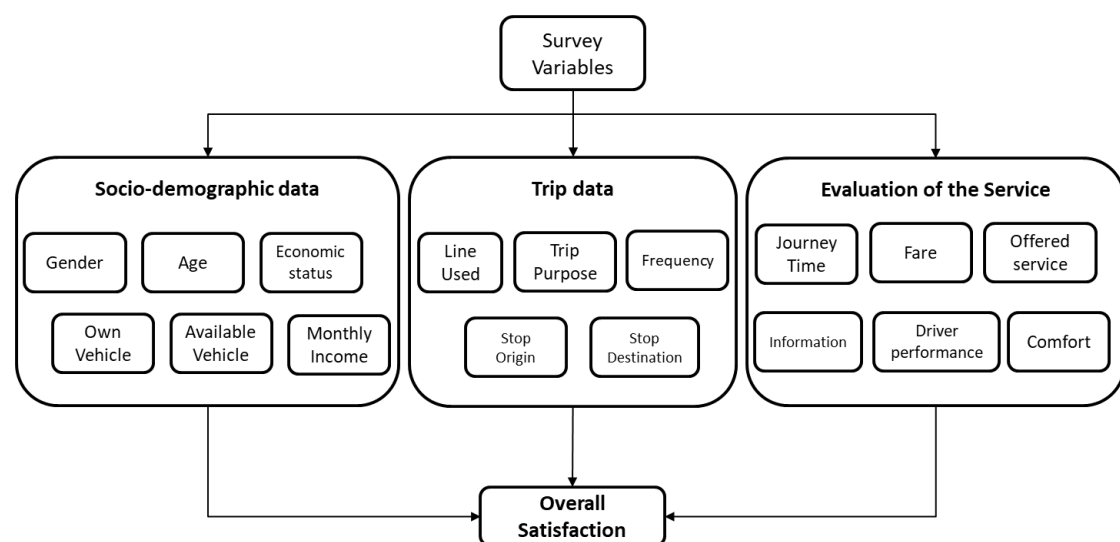 Survey
Variables
Socio-demographic data
Gender
Age
Economic
status
Own
Vehicle
Available
Vehicle
Monthly
Income
Trip data
Line
Used
Trip
Purpose
Frequency
Stop
Origin
Stop
Destination
Evaluation of the Service
Journey
Time
Fare
Offered
service
Information
Driver
performance
Comfort
Overall
Satisfaction